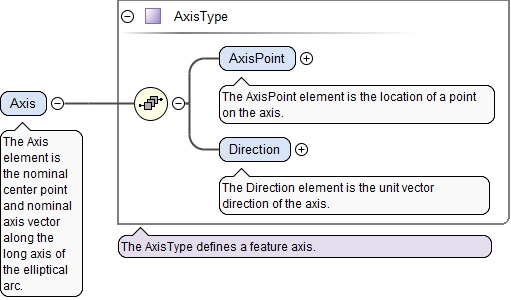 AxisType
AxisPoint
The AxisPoint element is the location of a point
on the axis.
Axis
The Axis
element is
the nominal
center point
and nominal
axis vector
along the
long axis of
the elliptical
arc.
Direction
The Direction element is the unit vector
direction of the axis.
The AxisType defines a feature axis.